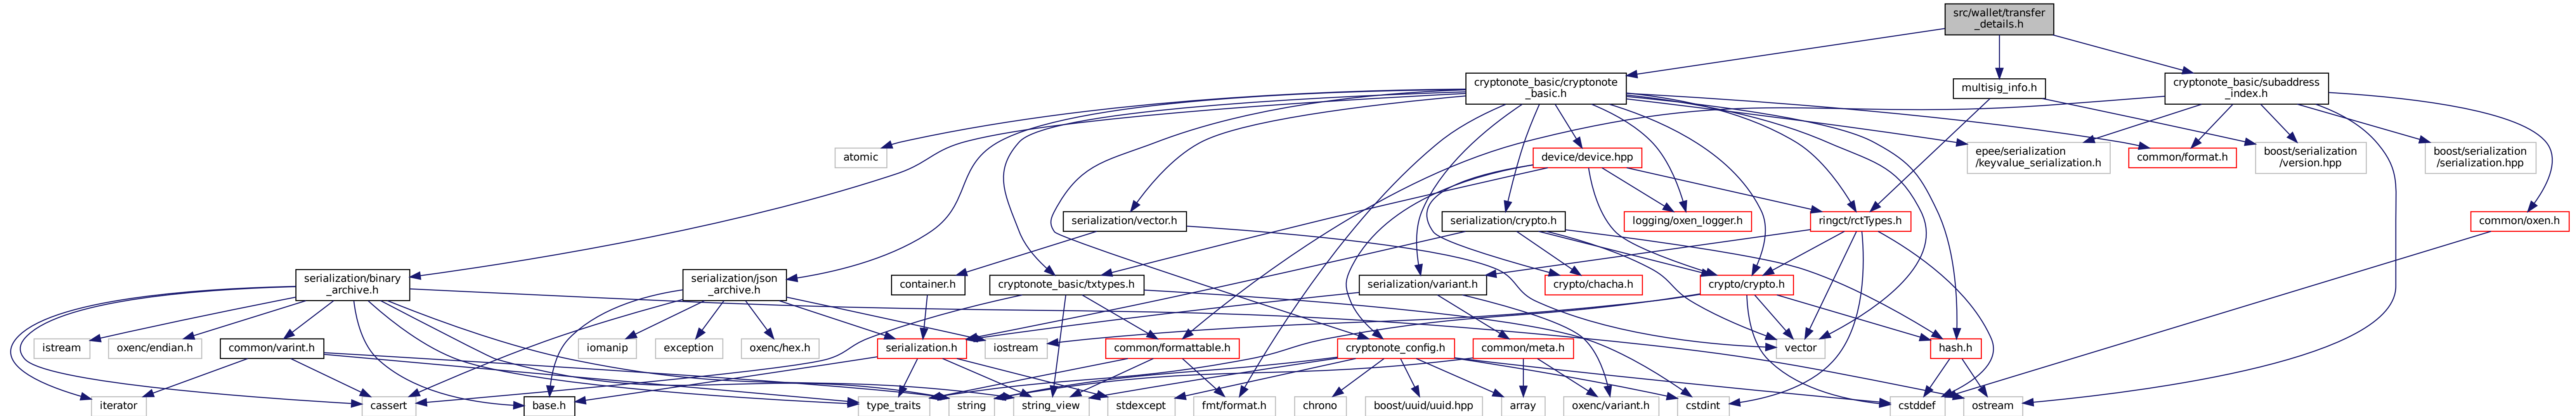 src/wallet/transfer
_details.h
cryptonote_basic/cryptonote
_basic.h
multisig_info.h
cryptonote_basic/subaddress
_index.h
atomic
device/device.hpp
epee/serialization
/keyvalue_serialization.h
common/format.h
boost/serialization
/version.hpp
boost/serialization
/serialization.hpp
serialization/vector.h
serialization/crypto.h
logging/oxen_logger.h
ringct/rctTypes.h
common/oxen.h
serialization/binary
_archive.h
serialization/json
_archive.h
container.h
cryptonote_basic/txtypes.h
serialization/variant.h
crypto/chacha.h
crypto/crypto.h
istream
oxenc/endian.h
common/varint.h
iomanip
exception
oxenc/hex.h
serialization.h
iostream
common/formattable.h
cryptonote_config.h
common/meta.h
vector
hash.h
iterator
cassert
base.h
type_traits
string
string_view
stdexcept
fmt/format.h
chrono
boost/uuid/uuid.hpp
array
oxenc/variant.h
cstdint
cstddef
ostream